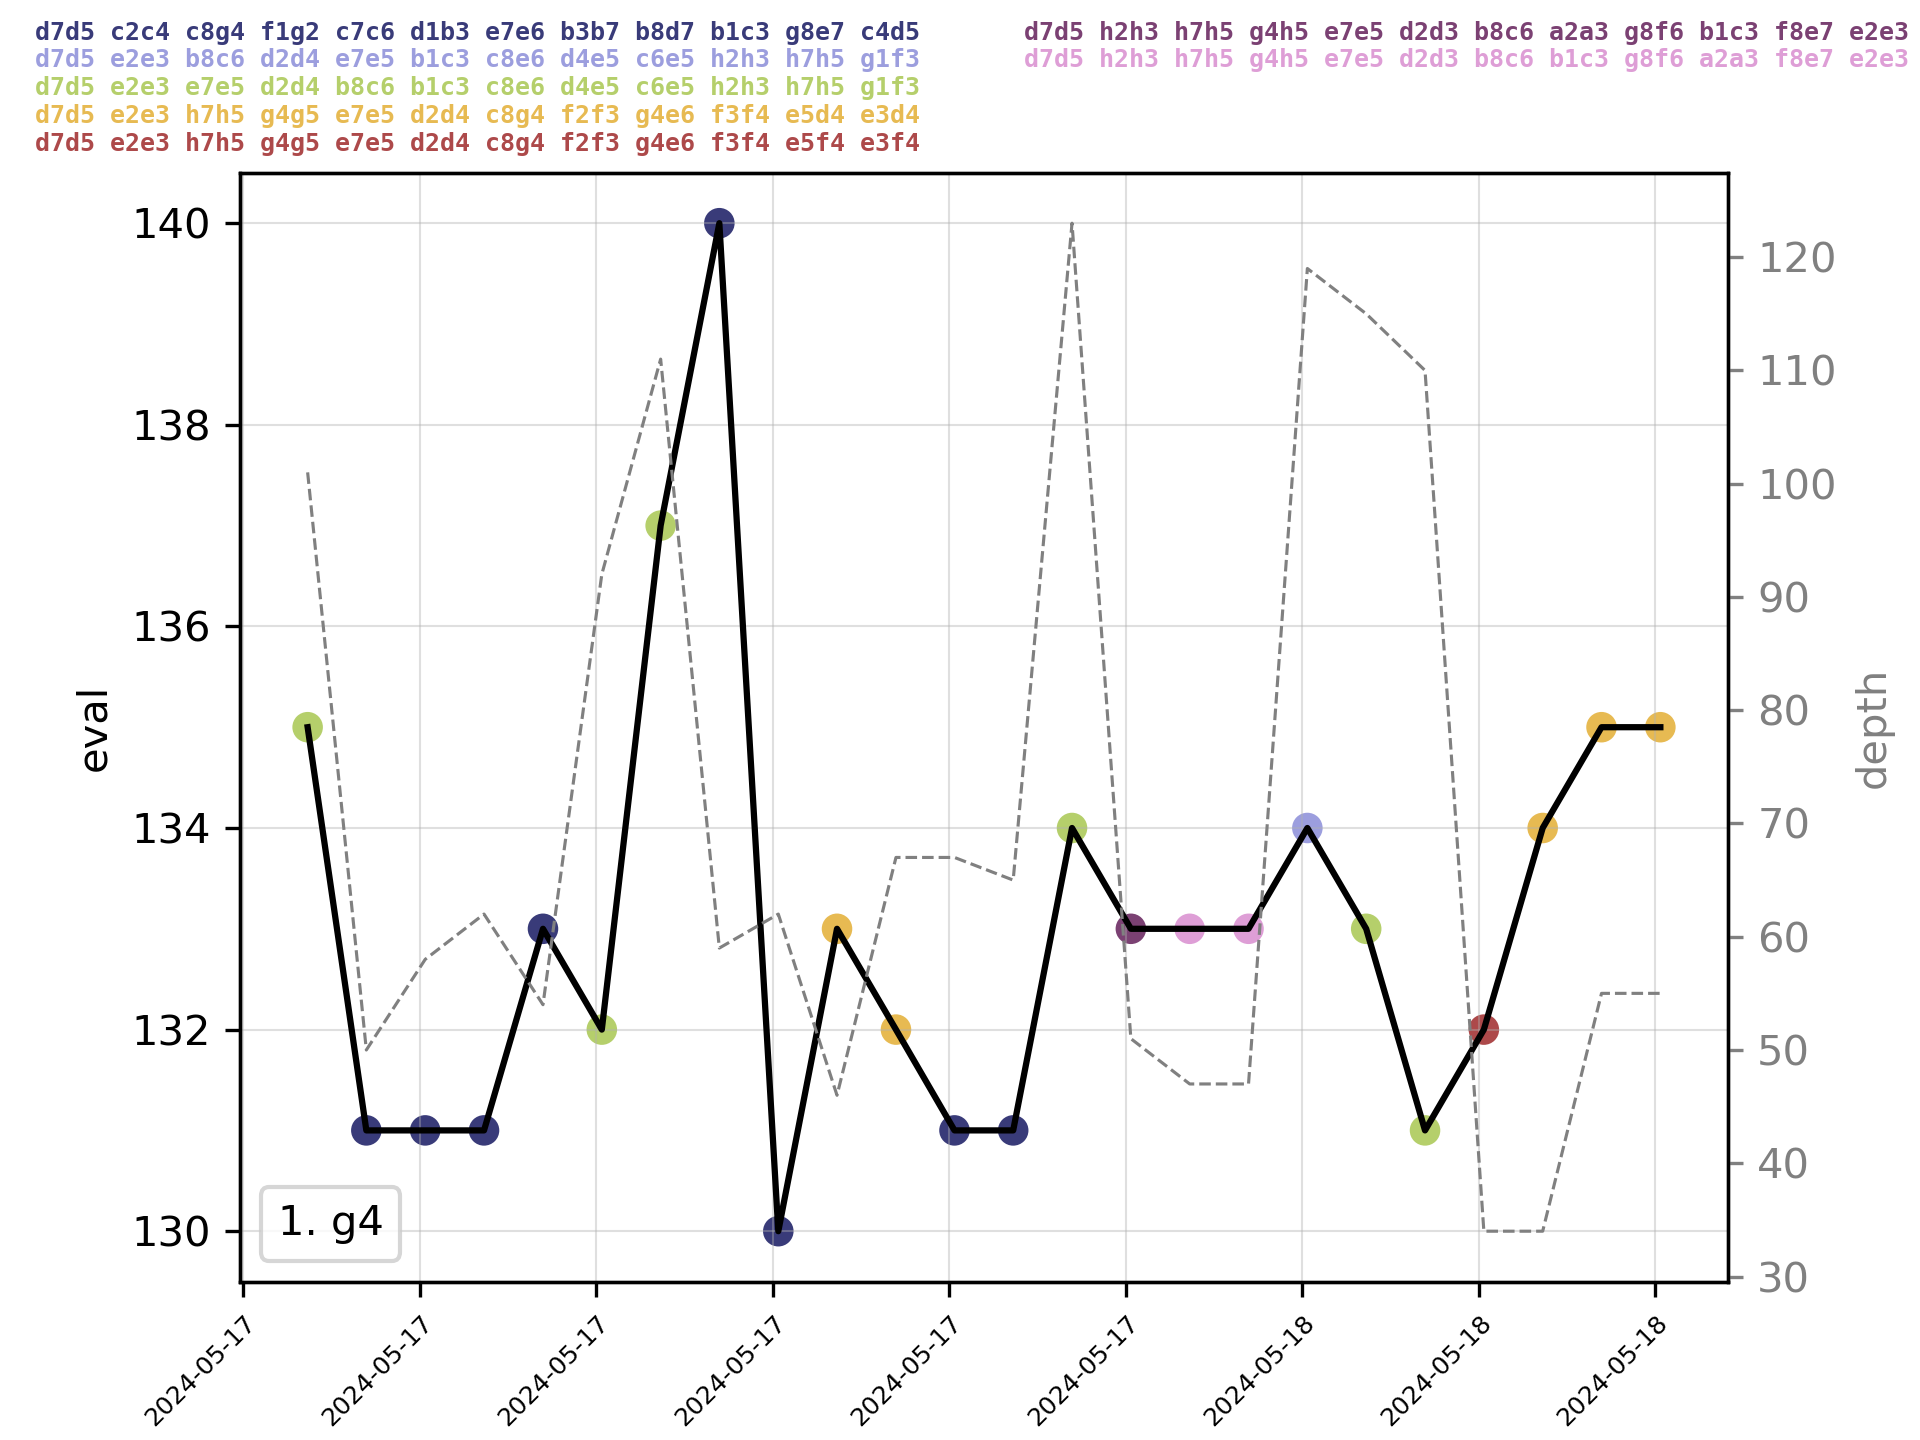 d7d5 c2c4 c8g4 f1g2 c7c6 d1b3 e7e6 b3b7 b8d7 b1c3 g8e7 c4d5
d7d5 e2e3 b8c6 d2d4 e7e5 b1c3 c8e6 d4e5 c6e5 h2h3 h7h5 g1f3
d7d5 e2e3 e7e5 d2d4 b8c6 b1c3 c8e6 d4e5 c6e5 h2h3 h7h5 g1f3
d7d5 e2e3 h7h5 g4g5 e7e5 d2d4 c8g4 f2f3 g4e6 f3f4 e5d4 e3d4
d7d5 e2e3 h7h5 g4g5 e7e5 d2d4 c8g4 f2f3 g4e6 f3f4 e5f4 e3f4
d7d5 h2h3 h7h5 g4h5 e7e5 d2d3 b8c6 a2a3 g8f6 b1c3 f8e7 e2e3
d7d5 h2h3 h7h5 g4h5 e7e5 d2d3 b8c6 b1c3 g8f6 a2a3 f8e7 e2e3
eval
140
138
136
134
132
130
1. g4
120
110
100
90
80
70
60
50
40
30
depth
2024-05-17
2024-05-17
2024-05-17
2024-05-17
2024-05-17
2024-05-17
2024-05-18
2024-05-18
2024-05-18